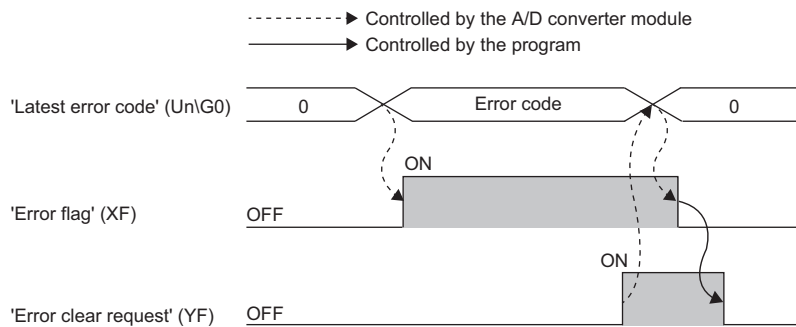 Controlled by the A/D converter module
Controlled by the program
'Latest error code' (Un\G0) 0 Error code 0
ON
'Error flag' (XF) OFF
ON
'Error clear request' (YF) OFF